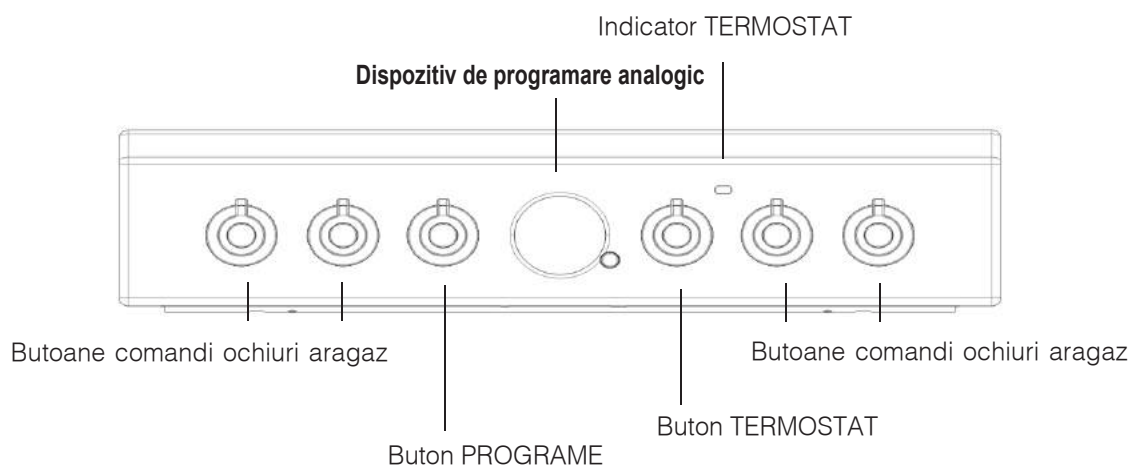 Indicator TERMOSTAT
Dispozitiv de programare analogic
Butoane comandi ochiuri aragaz
Butoane comandi ochiuri aragaz
Buton TERMOSTAT
Buton PROGRAME